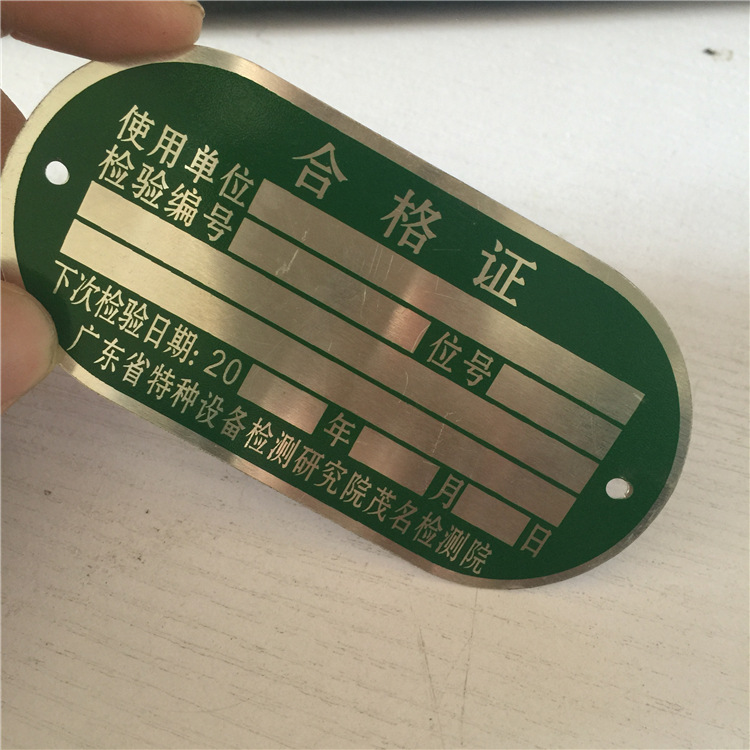 合格证
使用单位
检验编号 位号
下次检验日期:20 年 月 日
广东省特种设备检测研究院茂名检测院